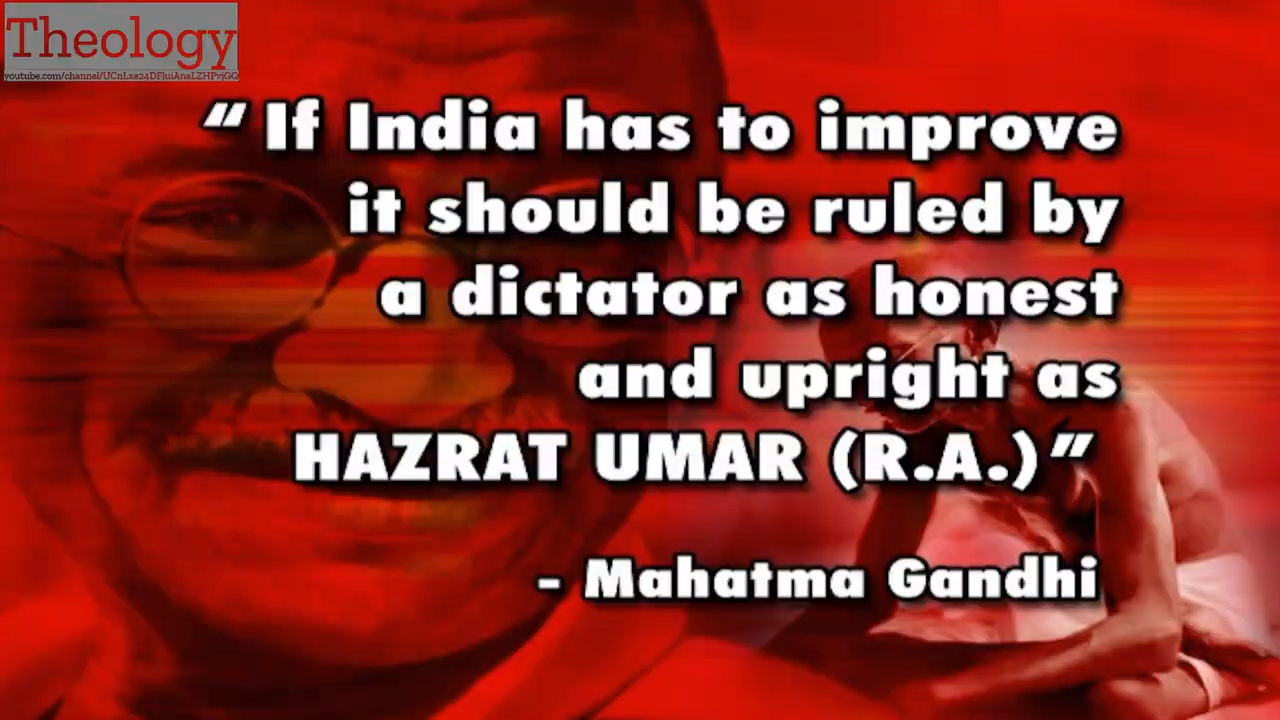 Theology
youtube.com/channel/UCnLxe24DFluiAnaLZHPvjGQ
“ If India has to improve
it should be ruled by
a dictator as honest
and upright as
HAZRAT UMAR (R.A.)”
- Mahatma Gandhi